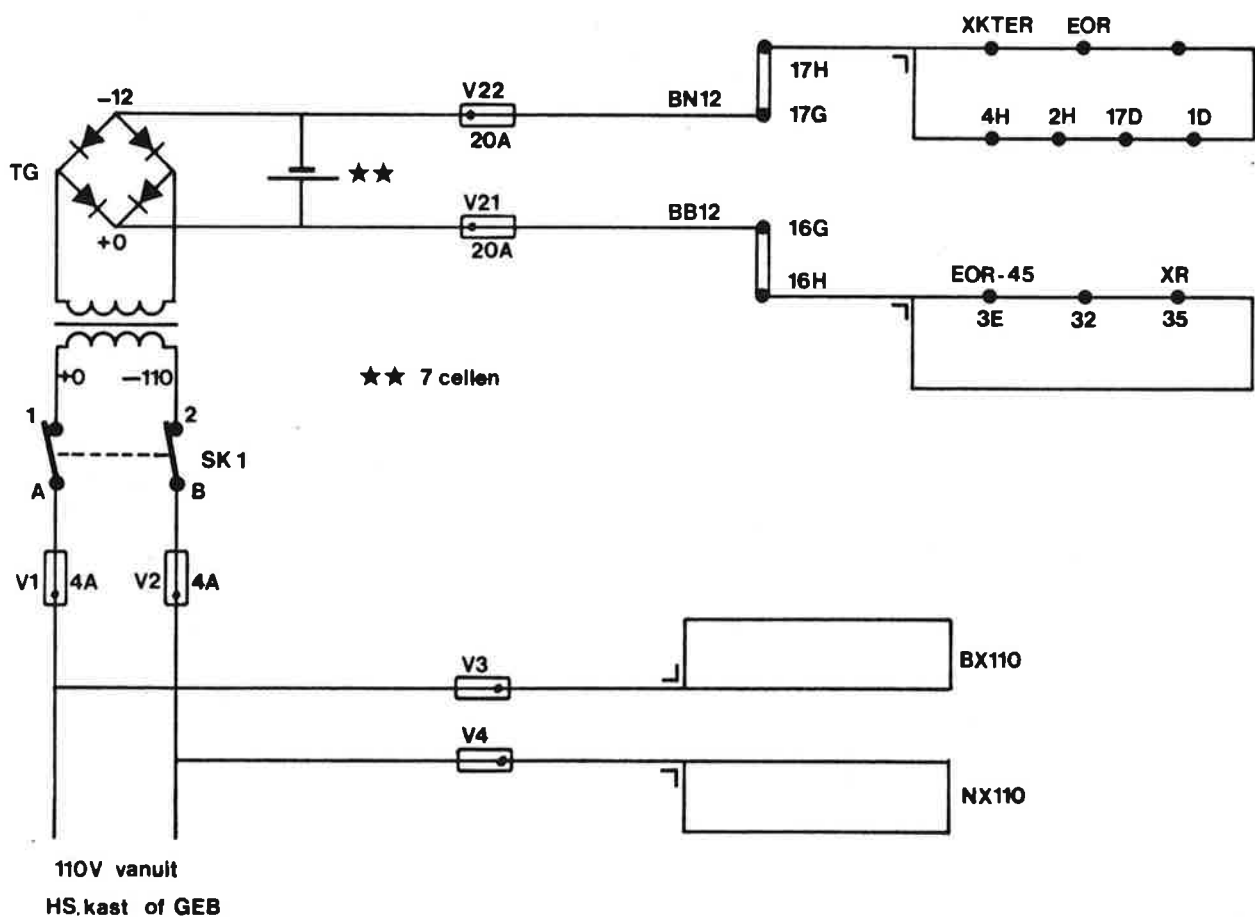 XKTER EOR
-12
V22
BN12
17H
17G
20A
4H 2H 17D 1D
TG
★★
V21
BB12
16G
+0
20A
16H
EOR-45 XR
3E 32 35
+0 -110
★★ 7 cellen
1 2
SK1
A B
V1 4A V2 4A
V3
BX110
V4
NX110
110V vanuit
HS.kast of GEB